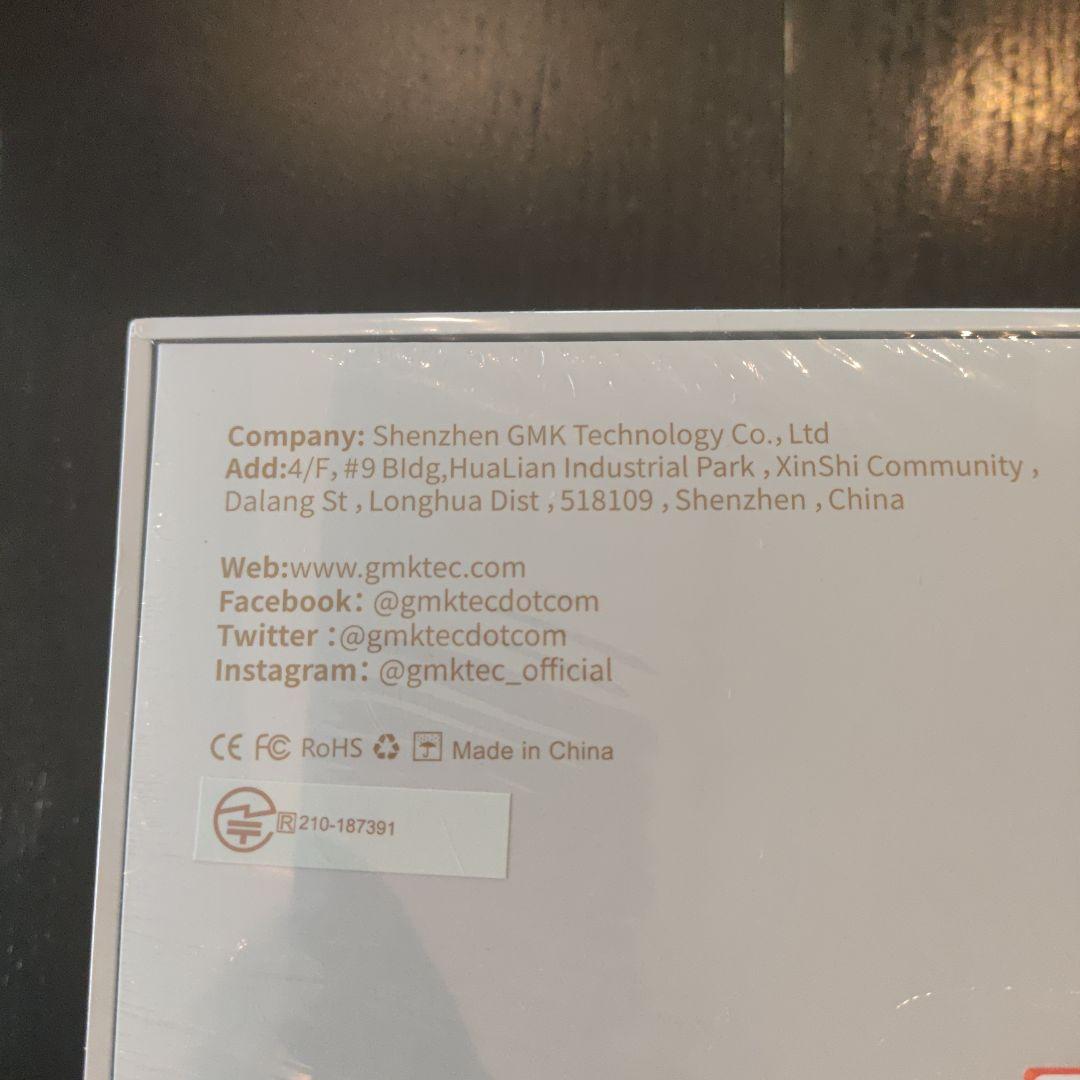 Company: Shenzhen GMK Technology Co., Ltd
Add:4/F, #9 BIdg,HuaLian Industrial Park ,XinShi Community ,
Dalang St , Longhua Dist , 518109 , Shenzhen , China
Web:www.gmktec.com
Facebook: @gmktecdotcom
Twitter :@gmktecdotcom
Instagram: @gmktec_official
CE FC RoHS Made in China
R 210-187391